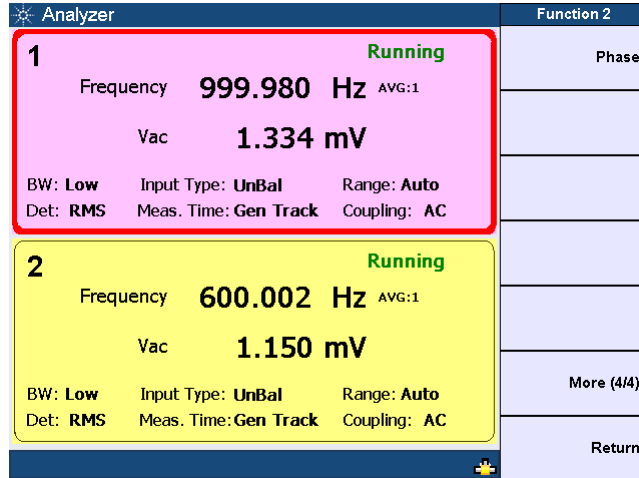 Analyzer
Function 2
1
Running
Phase
Frequency 999.980 Hz AVG:1
Vac 1.334 mV
BW: Low Input Type: UnBal Range: Auto
Det: RMS Meas. Time: Gen Track Coupling: AC
2
Running
Frequency 600.002 Hz AVG:1
Vac 1.150 mV
More (4/4)
BW: Low Input Type: UnBal Range: Auto
Det: RMS Meas. Time: Gen Track Coupling: AC
Return